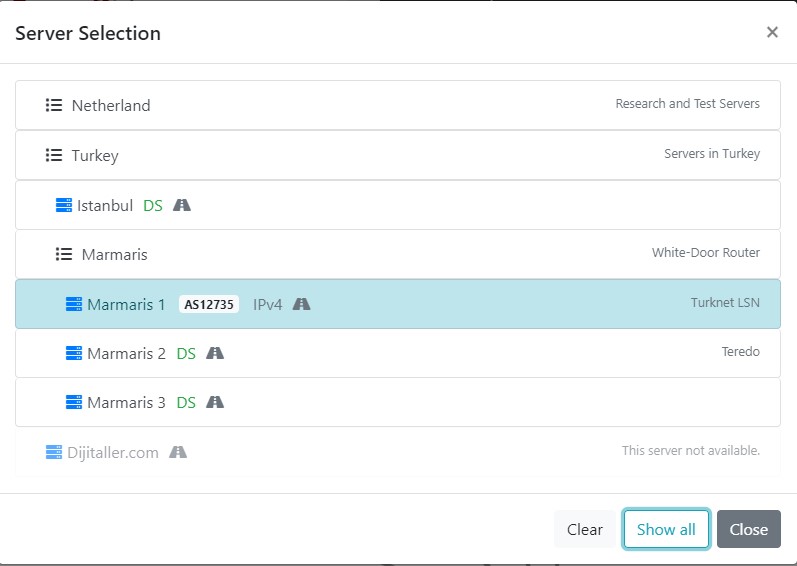 Server Selection ×
Netherland Research and Test Servers
Turkey Servers in Turkey
Istanbul DS
Marmaris White-Door Router
Marmaris 1 AS12735 IPv4 Turknet LSN
Marmaris 2 DS Teredo
Marmaris 3 DS
Dijitaller.com This server not available.
Clear Show all Close